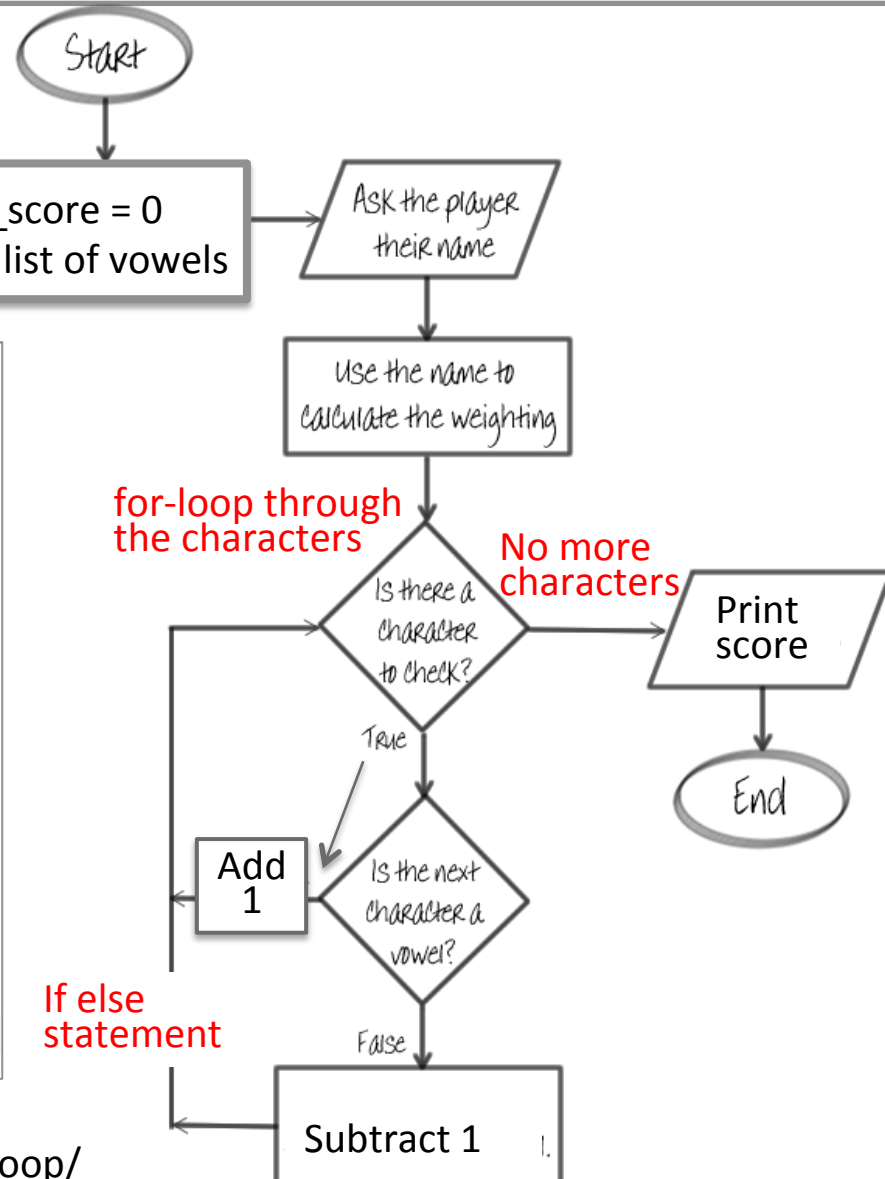 Start
_score = 0
list of vowels
Ask the player
their name
Use the name to
calculate the weighting
for-loop through
the characters
No more
characters
Is there a
character
to check?
Print
score
True
End
Add
1
Is the next
character a
vowel?
If else
statement
False
Subtract 1
oop/